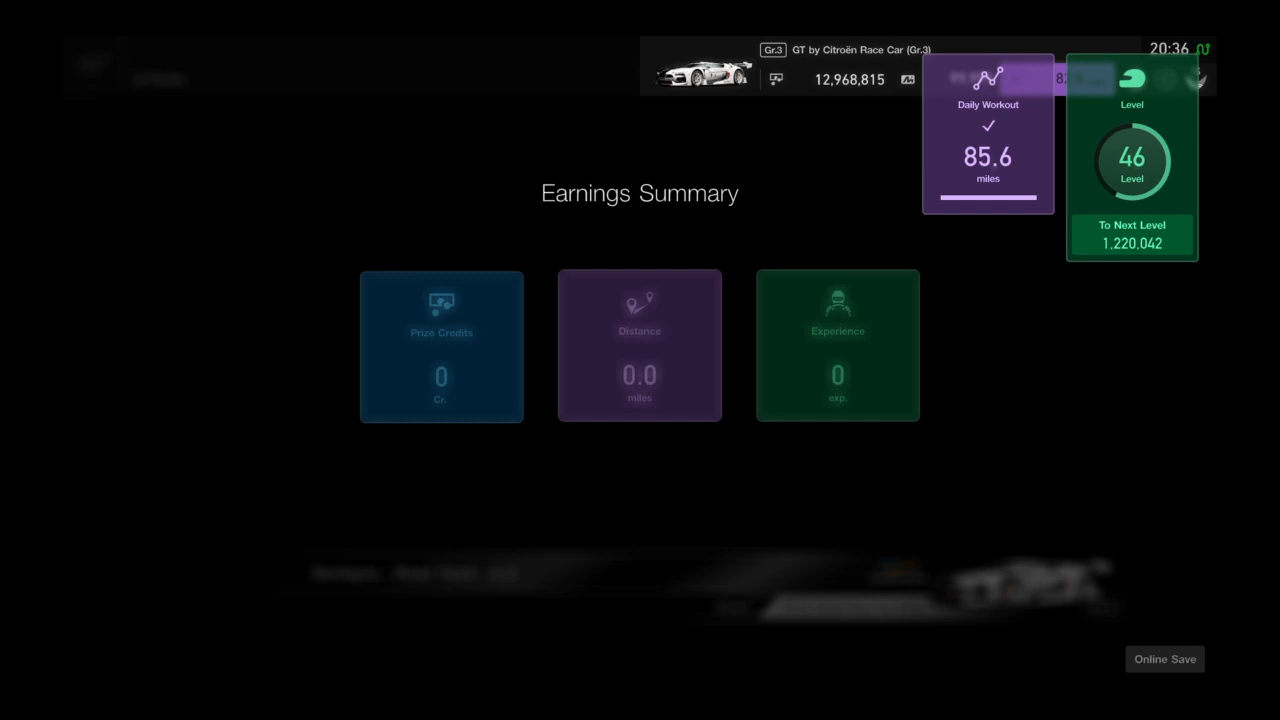 Gr.3 GT by Citroën Race Car (Gr.3)
20:36
12,968,815
Daily Workout
85.6
miles
Level
46
Level
To Next Level
1,220,042
Earnings Summary
Prize Credits
0
Cr.
Distance
0.0
miles
Experience
0
exp.
Online Save